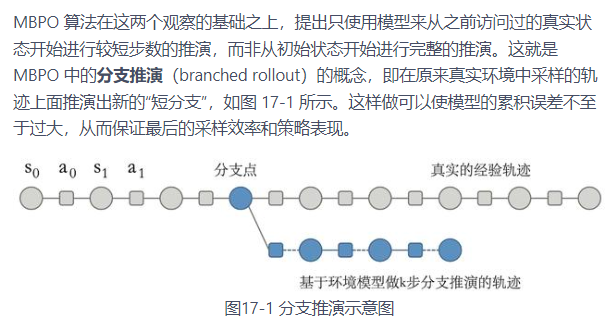 MBPO 算法在这两个观察的基础之上，提出只使用模型来从之前访问过的真实状
态开始进行较短步数的推演，而非从初始状态开始进行完整的推演。这就是
MBPO 中的分支推演（branched rollout）的概念，即在原来真实环境中采样的轨
迹上面推演出新的“短分支”，如图 17-1 所示。这样做可以使模型的累积误差不至
于过大，从而保证最后的采样效率和策略表现。
s₀ a₀ s₁ a₁ 分支点 真实的经验轨迹
基于环境模型做k步分支推演的轨迹
图17-1 分支推演示意图